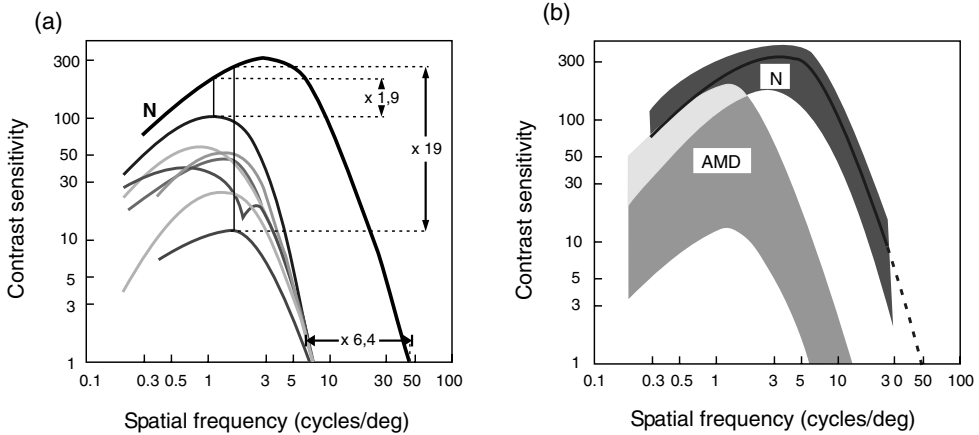 (a)
Contrast sensitivity
300
100
50
30
10
5
3
1
N
x 1,9
x 19
x 6,4
0.1 0.3 0.5 1 3 5 10 30 50 100
Spatial frequency (cycles/deg)
(b)
Contrast sensitivity
300
100
50
30
10
5
3
1
N
AMD
0.1 0.3 0.5 1 3 5 10 3 0 50 100
Spatial frequency (cycles/deg)